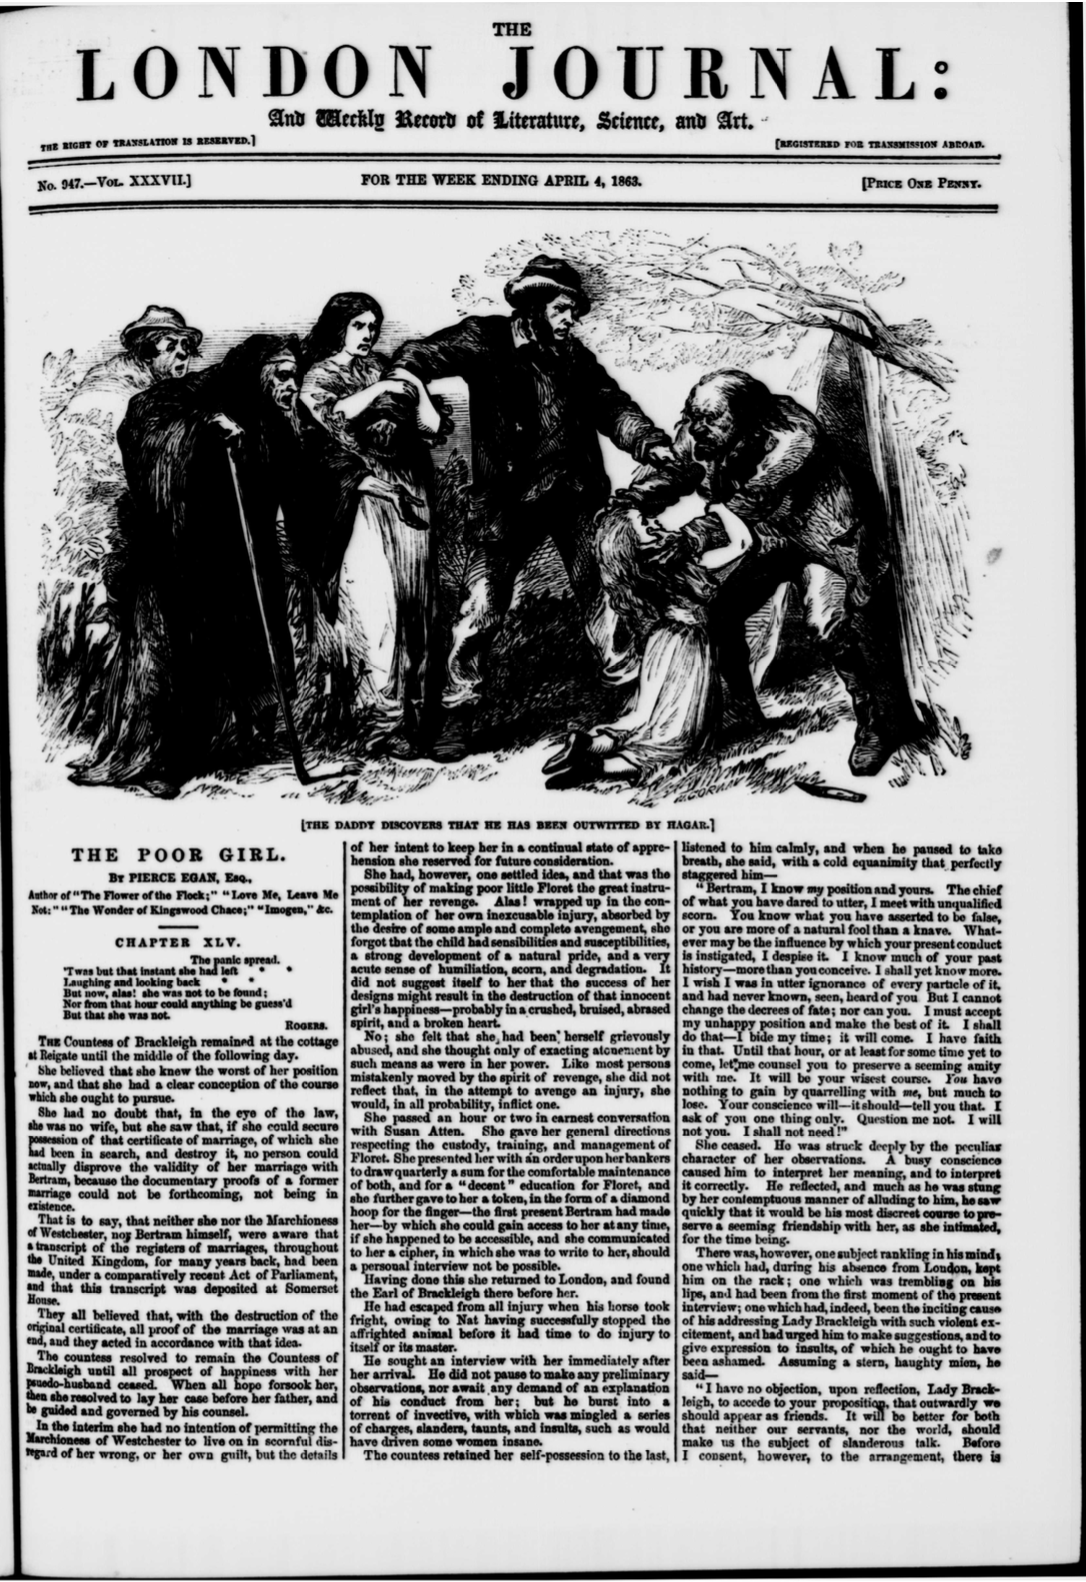 THE
LONDON JOURNAL:
And Weekly Record of Literature, Science, and Art.
THE RIGHT OF TRANSLATION IS RESERVED.]
[REGISTERED FOR TRANSMISSION ABROAD.
No. 947.—VOL. XXXVII.]
FOR THE WEEK ENDING APRIL 4, 1863.
[PRICE ONE PENNY.
[THE DADDY DISCOVERS THAT HE HAS BEEN OUTWITTED BY HAGAR.]
THE POOR GIRL.
BY PIERCE EGAN, ESQ.,
Author of "The Flower of the Flock;" "Love Me, Leave Me
Not;" "The Wonder of Kingswood Chace;" "Imogen," &c.
CHAPTER XLV.
The panic spread.
'Twas but that instant she had left * * *
Laughing and looking back
But now, alas! she was not to be found;
Nor from that hour could anything be guess'd
But that she was not.
ROGERS.
THE Countess of Brackleigh remained at the cottage
at Reigate until the middle of the following day.
She believed that she knew the worst of her position
now, and that she had a clear conception of the course
which she ought to pursue.
She had no doubt that, in the eye of the law,
she was no wife, but she saw that, if she could secure
possession of that certificate of marriage, of which she
had been in search, and destroy it, no person could
actually disprove the validity of her marriage with
Bertram, because the documentary proofs of a former
marriage could not be forthcoming, not being in
existence.
That is to say, that neither she nor the Marchioness
of Westchester, nor Bertram himself, were aware that
a transcript of the registers of marriages, throughout
the United Kingdom, for many years back, had been
made, under a comparatively recent Act of Parliament,
and that this transcript was deposited at Somerset
House.
They all believed that, with the destruction of the
original certificate, all proof of the marriage was at an
end, and they acted in accordance with that idea.
The countess resolved to remain the Countess of
Brackleigh until all prospect of happiness with her
psuedo-husband ceased. When all hope forsook her,
then she resolved to lay her case before her father, and
be guided and governed by his counsel.
In the interim she had no intention of permitting the
Marchioness of Westchester to live on in scornful dis-
regard of her wrong, or her own guilt, but the details
of her intent to keep her in a continual state of appre-
hension she reserved for future consideration.
She had, however, one settled idea, and that was the
possibility of making poor little Floret the great instru-
ment of her revenge. Alas! wrapped up in the con-
templation of her own inexcusable injury, absorbed by
the desire of some ample and complete avengement, she
forgot that the child had sensibilities and susceptibilities,
a strong development of a natural pride, and a very
acute sense of humiliation, scorn, and degradation. It
did not suggest itself to her that the success of her
designs might result in the destruction of that innocent
girl's happiness—probably in a crushed, bruised, abrased
spirit, and a broken heart.
No; she felt that she had been herself grievously
abused, and she thought only of exacting atonement by
such means as were in her power. Like most persons
mistakenly moved by the spirit of revenge, she did not
reflect that, in the attempt to avenge an injury, she
would, in all probability, inflict one.
She passed an hour or two in earnest conversation
with Susan Atten. She gave her general directions
respecting the custody, training, and management of
Floret. She presented her with an order upon her bankers
to draw quarterly a sum for the comfortable maintenance
of both, and for a "decent" education for Floret, and
she further gave to her a token, in the form of a diamond
hoop for the finger—the first present Bertram had made
her—by which she could gain access to her at any time,
if she happened to be accessible, and she communicated
to her a cipher, in which she was to write to her, should
a personal interview not be possible.
Having done this she returned to London, and found
the Earl of Brackleigh there before her.
He had escaped from all injury when his horse took
fright, owing to Nat having successfully stopped the
affrighted animal before it had time to do injury to
itself or its master.
He sought an interview with her immediately after
her arrival. He did not pause to make any preliminary
observations, nor await any demand of an explanation
of his conduct from her; but he burst into a
torrent of invective, with which was mingled a series
of charges, slanders, taunts, and insults, such as would
have driven some women insane.
The countess retained her self-possession to the last,
listened to him calmly, and when he paused to take
breath, she said, with a cold equanimity that perfectly
staggered him—
"Bertram, I know my position and yours. The chief
of what you have dared to utter, I meet with unqualified
scorn. You know what you have asserted to be false,
or you are more of a natural fool than a knave. What-
ever may be the influence by which your present conduct
is instigated, I despise it. I know much of your past
history—more than you conceive. I shall yet know more.
I wish I was in utter ignorance of every particle of it,
and had never known, seen, heard of you But I cannot
change the decrees of fate; nor can you. I must accept
my unhappy position and make the best of it. I shall
do that—I bide my time; it will come. I have faith
in that. Until that hour, or at least for some time yet to
come, let me counsel you to preserve a seeming amity
with me. It will be your wisest course. You have
nothing to gain by quarrelling with me, but much to
lose. Your conscience will—it should—tell you that. I
ask of you one thing only. Question me not. I will
not you. I shall not need!"
She ceased. He was struck deeply by the peculiar
character of her observations. A busy conscience
caused him to interpret her meaning, and to interpret
it correctly. He reflected, and much as he was stung
by her contemptuous manner of alluding to him, he saw
quickly that it would be his most discreet course to pre-
serve a seeming friendship with her, as she intimated,
for the time being.
There was, however, one subject rankling in his mind;
one which had, during his absence from London, kept
him on the rack; one which was trembling on his
lips, and had been from the first moment of the present
interview; one which had, indeed, been the inciting cause
of his addressing Lady Brackleigh with such violent ex-
citement, and had urged him to make suggestions, and to
give expression to insults, of which he ought to have
been ashamed. Assuming a stern, haughty mien, he
said—
"I have no objection, upon reflection, Lady Brack-
leigh, to accede to your proposition, that outwardly we
should appear as friends. It will be better for both
that neither our servants, nor the world, should
make us the subject of slanderous talk. Before
I consent, however, to the arrangement, there is